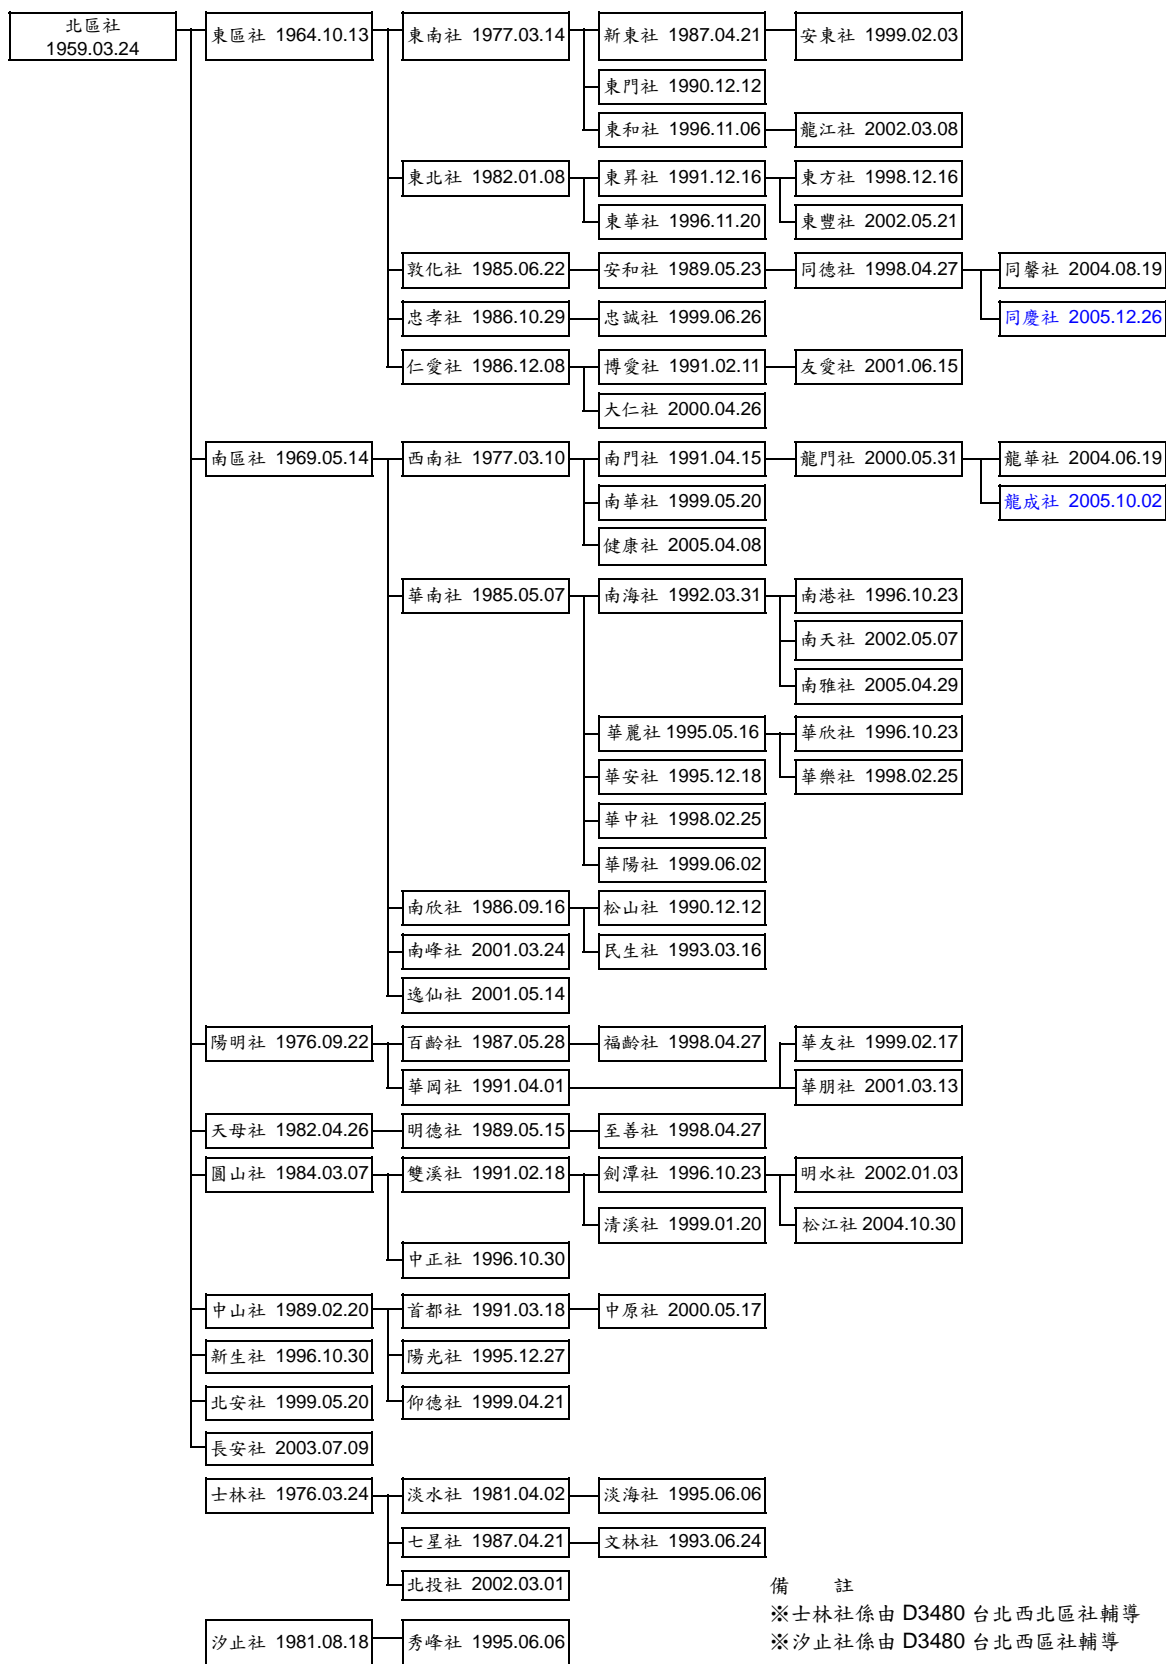 北區社
1959.03.24
東區社 1964.10.13
東南社 1977.03.14
新東社 1987.04.21
安東社 1999.02.03
東門社 1990.12.12
東和社 1996.11.06
龍江社 2002.03.08
東北社 1982.01.08
東昇社 1991.12.16
東方社 1998.12.16
東華社 1996.11.20
東豐社 2002.05.21
敦化社 1985.06.22
安和社 1989.05.23
同德社 1998.04.27
同馨社 2004.08.19
忠孝社 1986.10.29
忠誠社 1999.06.26
同慶社 2005.12.26
仁愛社 1986.12.08
博愛社 1991.02.11
友愛社 2001.06.15
大仁社 2000.04.26
南區社 1969.05.14
西南社 1977.03.10
南門社 1991.04.15
龍門社 2000.05.31
龍華社 2004.06.19
南華社 1999.05.20
龍成社 2005.10.02
健康社 2005.04.08
華南社 1985.05.07
南海社 1992.03.31
南港社 1996.10.23
南天社 2002.05.07
南雅社 2005.04.29
華麗社 1995.05.16
華欣社 1996.10.23
華安社 1995.12.18
華樂社 1998.02.25
華中社 1998.02.25
華陽社 1999.06.02
南欣社 1986.09.16
松山社 1990.12.12
南峰社 2001.03.24
民生社 1993.03.16
逸仙社 2001.05.14
陽明社 1976.09.22
百齡社 1987.05.28
福齡社 1998.04.27
華友社 1999.02.17
華岡社 1991.04.01
華朋社 2001.03.13
天母社 1982.04.26
明德社 1989.05.15
至善社 1998.04.27
圓山社 1984.03.07
雙溪社 1991.02.18
劍潭社 1996.10.23
明水社 2002.01.03
清溪社 1999.01.20
松江社 2004.10.30
中正社 1996.10.30
中山社 1989.02.20
首都社 1991.03.18
中原社 2000.05.17
新生社 1996.10.30
陽光社 1995.12.27
北安社 1999.05.20
仰德社 1999.04.21
長安社 2003.07.09
士林社 1976.03.24
淡水社 1981.04.02
淡海社 1995.06.06
七星社 1987.04.21
文林社 1993.06.24
北投社 2002.03.01
汐止社 1981.08.18
秀峰社 1995.06.06
備　註
※士林社係由 D3480 台北西北區社輔導
※汐止社係由 D3480 台北西區社輔導